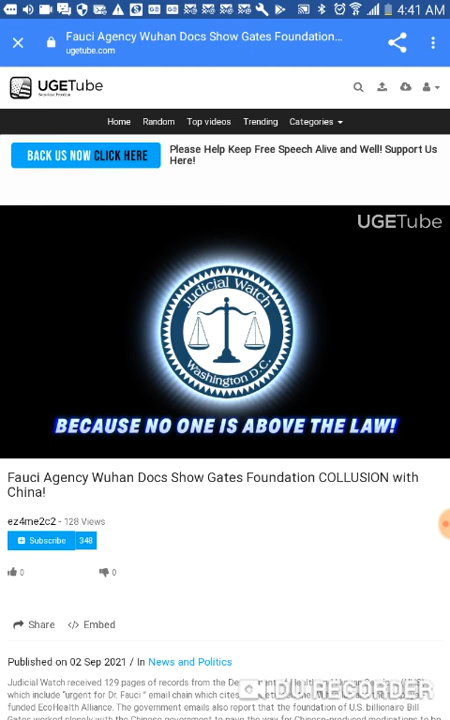 4:41 AM
Fauci Agency Wuhan Docs Show Gates Foundation...
ugetube.com
UGETube
Home Random Top videos Trending Categories
BACK US NOW CLICK HERE
Please Help Keep Free Speech Alive and Well! Support Us
Here!
UGETube
Judicial Watch
Washington D.C.
BECAUSE NO ONE IS ABOVE THE LAW!
Fauci Agency Wuhan Docs Show Gates Foundation COLLUSION with
China!
ez4me2c2 - 128 Views
Subscribe 348
0 0
Share </> Embed
Published on 02 Sep 2021 / In News and Politics
Judicial Watch received 129 pages of records from the
DU RECORDER
which include "urgent for Dr. Fauci " email chain which cites
funded EcoHealth Alliance. The government emails also report that the foundation of U.S. billionaire Bill
Gates worked closely with the Chinese government to pave the way for Chinese-produced medications to be